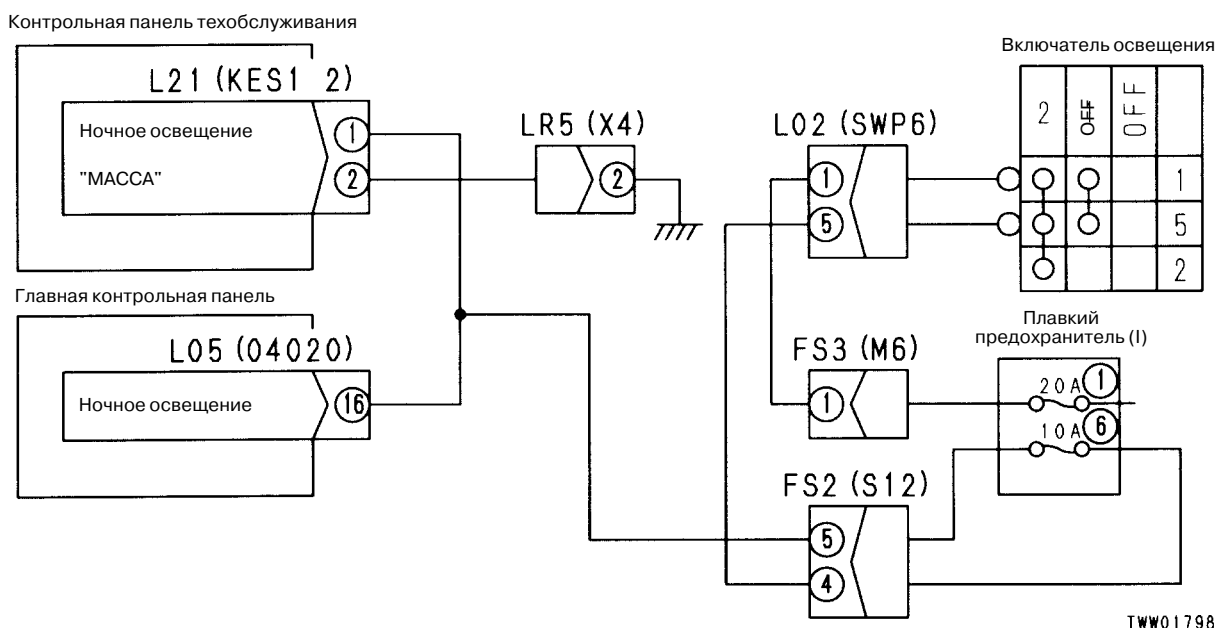 Контрольная панель техобслуживания
L21 (KES1 2)
Ночное освещение
1
"МАССА"
2
LR5 (X4)
2
L02 (SWP6)
1
5
Включатель освещения
2
OFF
OFF
1
5
2
Главная контрольная панель
L05 (04020)
Ночное освещение
16
FS3 (M6)
1
Плавкий
предохранитель (I)
20A 1
10A 6
FS2 (S12)
5
4
TWW01798